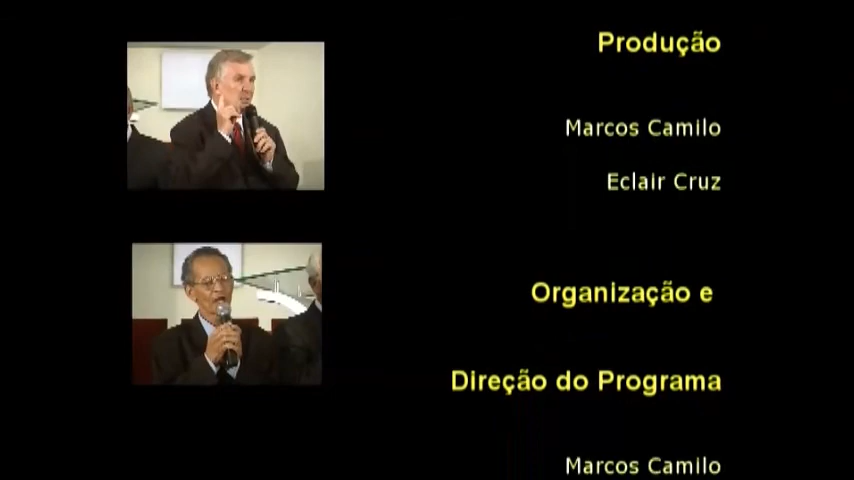 Produção
Marcos Camilo
Eclair Cruz
Organização e
Direção do Programa
Marcos Camilo